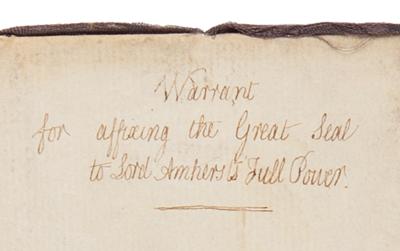 Warrant
for affixing the Great Seal
to Lord Amherst's Full Power.